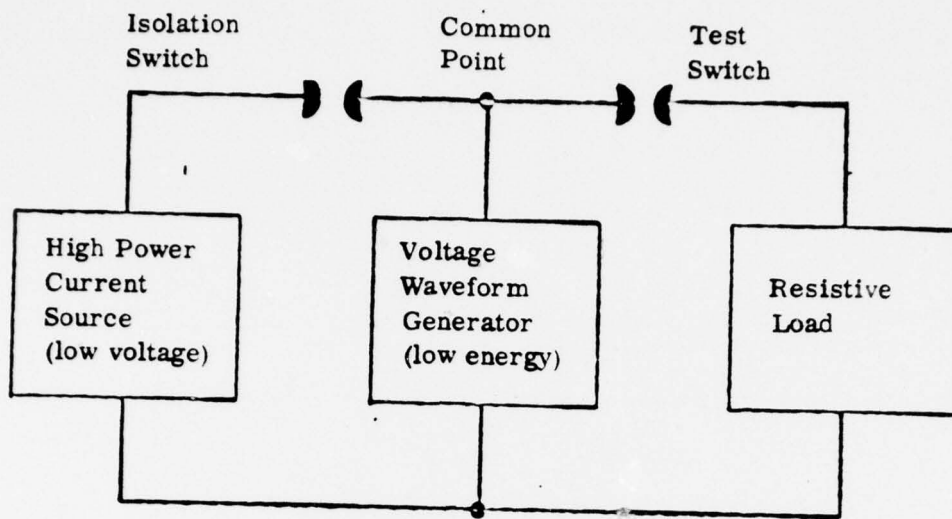 Isolation
Switch
Common
Point
Test
Switch
High Power
Current
Source
(low voltage)
Voltage
Waveform
Generator
(low energy)
Resistive
Load